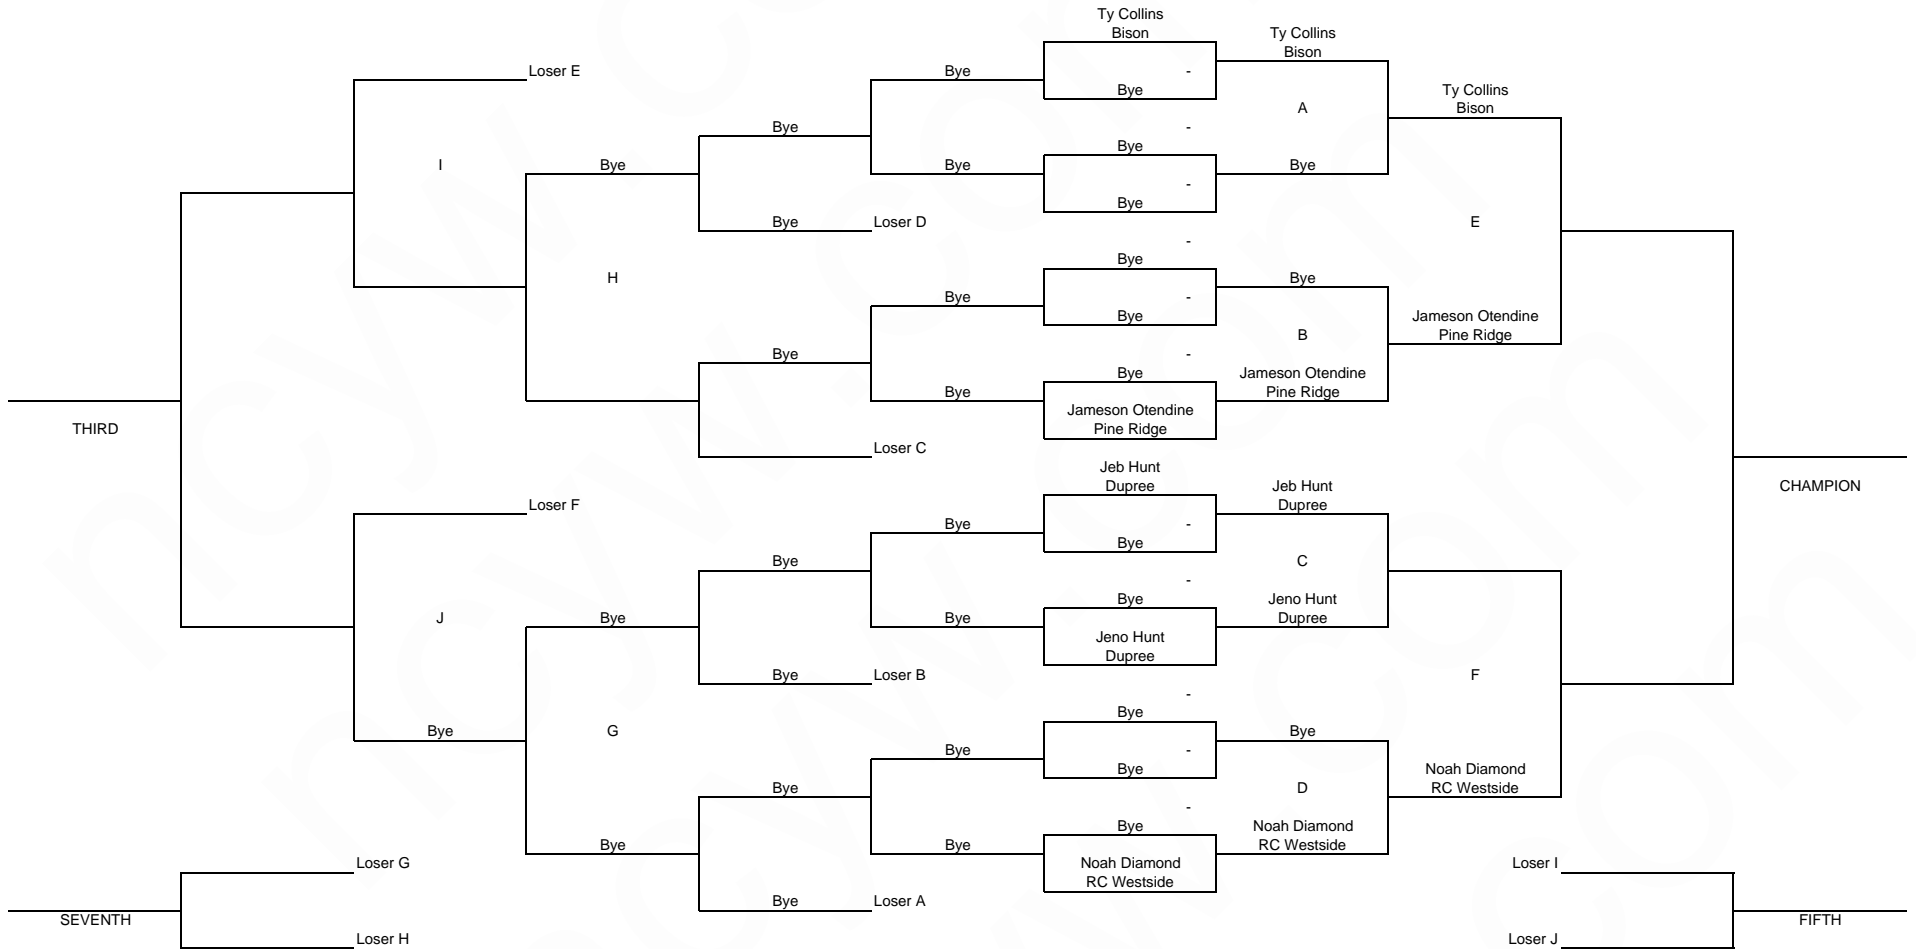 Ty Collins
Bison
Ty Collins
Bison
Loser E
Bye
-
Bye
Ty Collins
Bison
A
Bye
-
Bye
I
Bye
Bye
Bye
-
Bye
Bye
Loser D
E
-
Bye
H
Bye
Bye
-
Bye
Jameson Otendine
Pine Ridge
B
Bye
-
Bye
Jameson Otendine
Pine Ridge
Bye
Jameson Otendine
Pine Ridge
THIRD
Loser C
Jeb Hunt
Dupree
Jeb Hunt
Dupree
CHAMPION
Loser F
Bye
-
Bye
Bye
C
-
Bye
Jeno Hunt
Dupree
J
Bye
Bye
Jeno Hunt
Dupree
Bye
Loser B
F
-
Bye
Bye
G
Bye
Bye
-
Bye
Noah Diamond
RC Westside
Bye
D
-
Bye
Noah Diamond
RC Westside
Bye
Bye
Noah Diamond
RC Westside
Loser G
Loser I
Bye
Loser A
SEVENTH
FIFTH
Loser H
Loser J